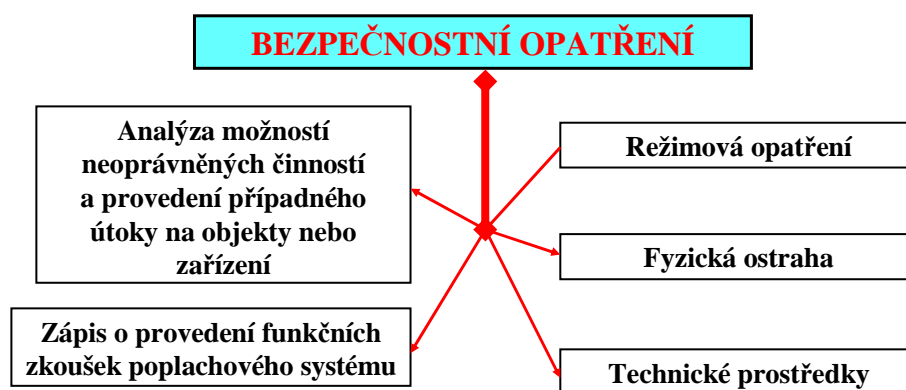 BEZPEČNOSTNÍ OPATŘENÍ
Analýza možností
neoprávněných činností
a provedení případného
útoky na objekty nebo
zařízení
Zápis o provedení funkčních
zkoušek poplachového systému
Režimová opatření
Fyzická ostraha
Technické prostředky